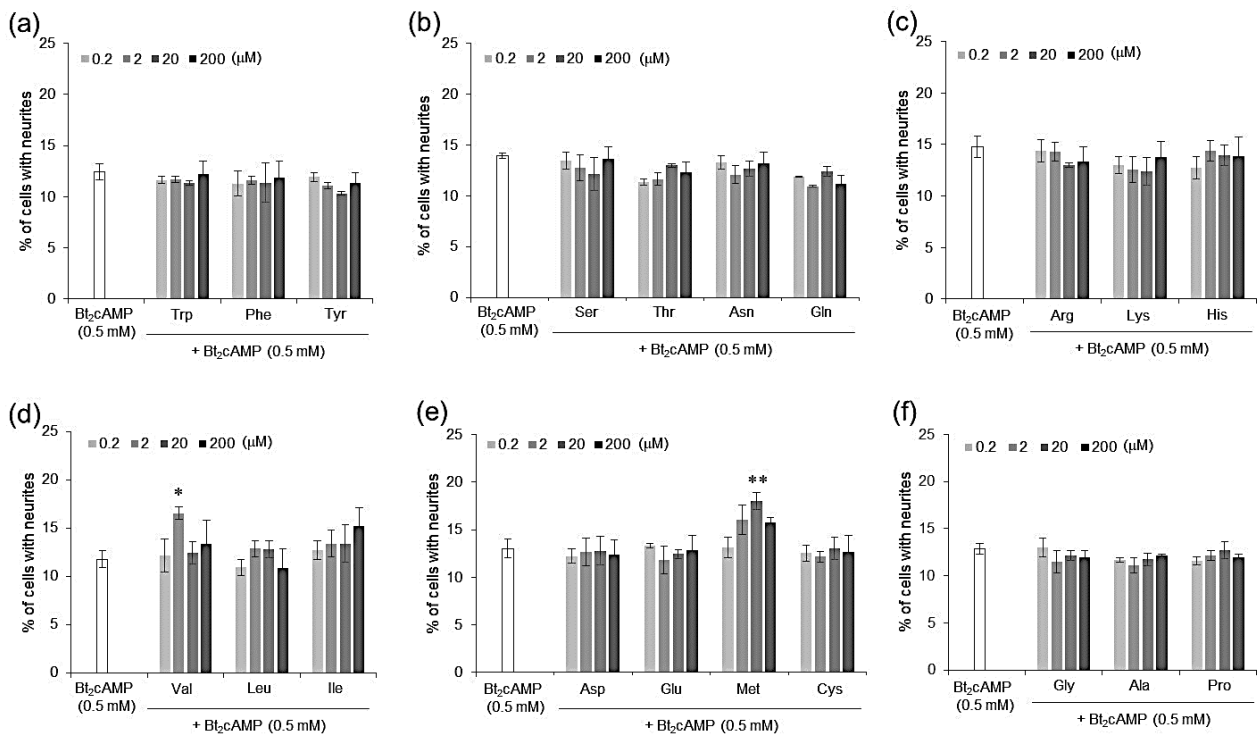 (a)
25
20
15
10
5
0
% of cells with neurites
0.2 2 20 200 (μM)
Bt₂cAMP
(0.5 mM)
Trp Phe Tyr
+ Bt₂cAMP (0.5 mM)
(b)
25
20
15
10
5
0
% of cells with neurites
0.2 2 20 200 (μM)
Bt₂cAMP
(0.5 mM)
Ser Thr Asn Gln
+ Bt₂cAMP (0.5 mM)
(c)
25
20
15
10
5
0
% of cells with neurites
0.2 2 20 200 (μM)
Bt₂cAMP
(0.5 mM)
Arg Lys His
+ Bt₂cAMP (0.5 mM)
(d)
25
20
15
10
5
0
% of cells with neurites
0.2 2 20 200 (μM)
*
Bt₂cAMP
(0.5 mM)
Val Leu Ile
+ Bt₂cAMP (0.5 mM)
(e)
25
20
15
10
5
0
% of cells with neurites
0.2 2 20 200 (μM)
**
Bt₂cAMP
(0.5 mM)
Asp Glu Met Cys
+ Bt₂cAMP (0.5 mM)
(f)
25
20
15
10
5
0
% of cells with neurites
0.2 2 20 200 (μM)
Bt₂cAMP
(0.5 mM)
Gly Ala Pro
+ Bt₂cAMP (0.5 mM)